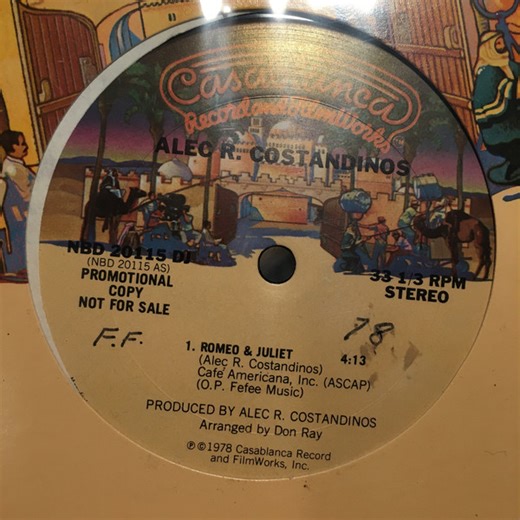 Casablanca
Record and FilmWorks
ALEC R. COSTANDINOS
NBD 20115 DJ
(NBD 20115 AS)
PROMOTIONAL
COPY
NOT FOR SALE
33 1/3 RPM
STEREO
F.F.
78
1. ROMEO & JULIET 4:13
(Alec R. Costandinos)
Café Americana, Inc. (ASCAP)
(O.P. Fefee Music)
PRODUCED BY ALEC R. COSTANDINOS
Arranged by Don Ray
℗©1978 Casablanca Record
and FilmWorks, Inc.